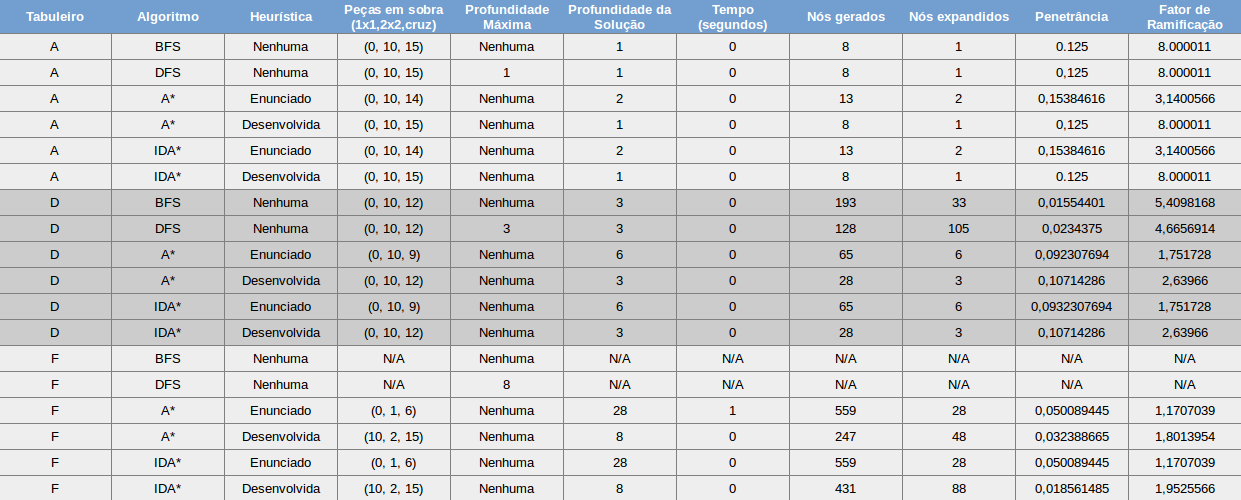 Tabuleiro Algoritmo Heurística Peças em sobra (1x1,2x2,cruz) Profundidade Máxima Profundidade da Solução Tempo (segundos) Nós gerados Nós expandidos Penetrância Fator de Ramificação
A BFS Nenhuma (0, 10, 15) Nenhuma 1 0 8 1 0.125 8.000011
A DFS Nenhuma (0, 10, 15) 1 1 0 8 1 0,125 8.000011
A A* Enunciado (0, 10, 14) Nenhuma 2 0 13 2 0,15384616 3,1400566
A A* Desenvolvida (0, 10, 15) Nenhuma 1 0 8 1 0,125 8.000011
A IDA* Enunciado (0, 10, 14) Nenhuma 2 0 13 2 0,15384616 3,1400566
A IDA* Desenvolvida (0, 10, 15) Nenhuma 1 0 8 1 0.125 8.000011
D BFS Nenhuma (0, 10, 12) Nenhuma 3 0 193 33 0,01554401 5,4098168
D DFS Nenhuma (0, 10, 12) 3 3 0 128 105 0,0234375 4,6656914
D A* Enunciado (0, 10, 9) Nenhuma 6 0 65 6 0,092307694 1,751728
D A* Desenvolvida (0, 10, 12) Nenhuma 3 0 28 3 0,10714286 2,63966
D IDA* Enunciado (0, 10, 9) Nenhuma 6 0 65 6 0,0932307694 1,751728
D IDA* Desenvolvida (0, 10, 12) Nenhuma 3 0 28 3 0,10714286 2,63966
F BFS Nenhuma N/A Nenhuma N/A N/A N/A N/A N/A N/A
F DFS Nenhuma N/A 8 N/A N/A N/A N/A N/A N/A
F A* Enunciado (0, 1, 6) Nenhuma 28 1 559 28 0,050089445 1,1707039
F A* Desenvolvida (10, 2, 15) Nenhuma 8 0 247 48 0,032388665 1,8013954
F IDA* Enunciado (0, 1, 6) Nenhuma 28 0 559 28 0,050089445 1,1707039
F IDA* Desenvolvida (10, 2, 15) Nenhuma 8 0 431 88 0,018561485 1,9525566